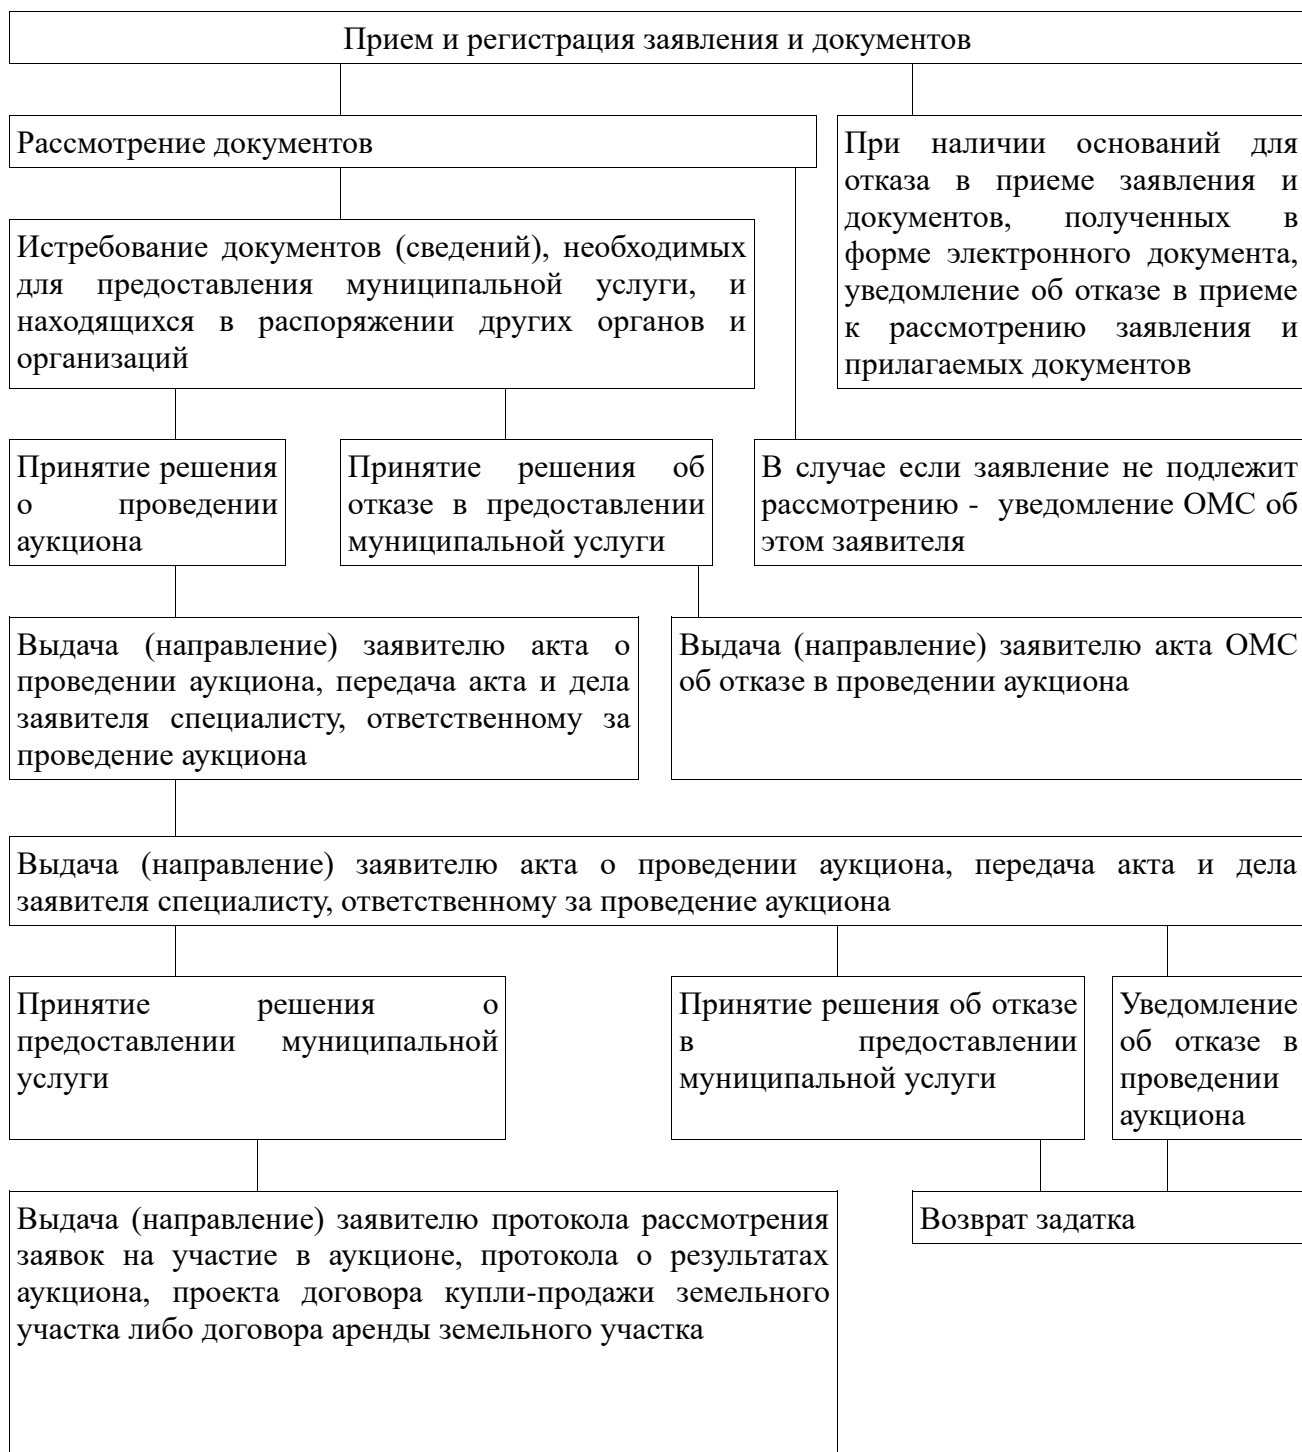 Прием и регистрация заявления и документов
Рассмотрение документов
При наличии оснований для
отказа в приеме заявления и
документов, полученных в
форме электронного документа,
уведомление об отказе в приеме
к рассмотрению заявления и
прилагаемых документов
Истребование документов (сведений), необходимых
для предоставления муниципальной услуги, и
находящихся в распоряжении других органов и
организаций
Принятие решения
о проведении
аукциона
Принятие решения об
отказе в предоставлении
муниципальной услуги
В случае если заявление не подлежит
рассмотрению - уведомление ОМС об
этом заявителя
Выдача (направление) заявителю акта о
проведении аукциона, передача акта и дела
заявителя специалисту, ответственному за
проведение аукциона
Выдача (направление) заявителю акта ОМС
об отказе в проведении аукциона
Выдача (направление) заявителю акта о проведении аукциона, передача акта и дела
заявителя специалисту, ответственному за проведение аукциона
Принятие решения о
предоставлении муниципальной
услуги
Принятие решения об отказе
в предоставлении
муниципальной услуги
Уведомление
об отказе в
проведении
аукциона
Выдача (направление) заявителю протокола рассмотрения
заявок на участие в аукционе, протокола о результатах
аукциона, проекта договора купли-продажи земельного
участка либо договора аренды земельного участка
Возврат задатка